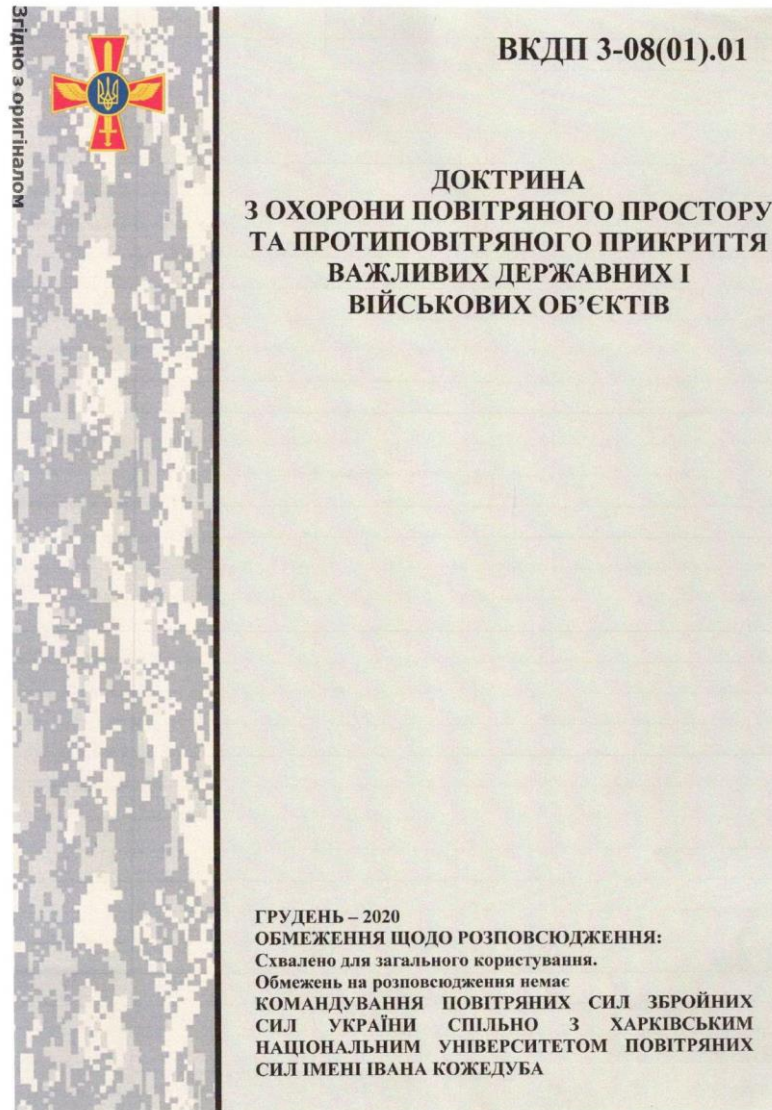 Згідно з оригіналом
ВКДП 3-08(01).01
ДОКТРИНА
З ОХОРОНИ ПОВІТРЯНОГО ПРОСТОРУ
ТА ПРОТИПОВІТРЯНОГО ПРИКРИТТЯ
ВАЖЛИВИХ ДЕРЖАВНИХ І
ВІЙСЬКОВИХ ОБ’ЄКТІВ
ГРУДЕНЬ – 2020
ОБМЕЖЕННЯ ЩОДО РОЗПОВСЮДЖЕННЯ:
Схвалено для загального користування.
Обмежень на розповсюдження немає
КОМАНДУВАННЯ ПОВІТРЯНИХ СИЛ ЗБРОЙНИХ
СИЛ УКРАЇНИ СПІЛЬНО З ХАРКІВСЬКИМ
НАЦІОНАЛЬНИМ УНІВЕРСИТЕТОМ ПОВІТРЯНИХ
СИЛ ІМЕНІ ІВАНА КОЖЕДУБА